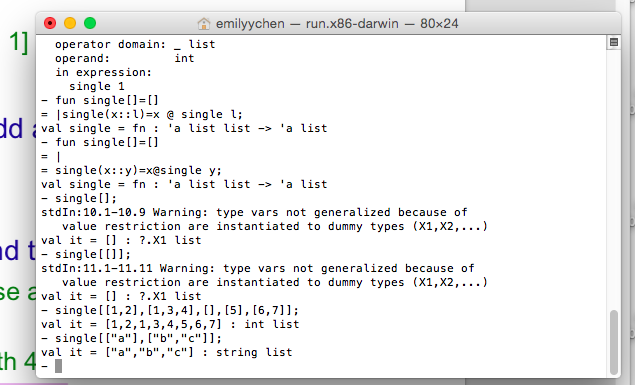 emilyychen — run.x86-darwin — 80×24
1]
dd a
nd t
se a
th 4
operator domain: _ list
operand:          int
in expression:
single 1
- fun single[]=[]
= |single(x::l)=x @ single l;
val single = fn : 'a list list -> 'a list
- fun single[]=[]
= |
= single(x::y)=x@single y;
val single = fn : 'a list list -> 'a list
- single[];
stdIn:10.1-10.9 Warning: type vars not generalized because of
value restriction are instantiated to dummy types (X1,X2,...)
val it = [] : ?.X1 list
- single[[]];
stdIn:11.1-11.11 Warning: type vars not generalized because of
value restriction are instantiated to dummy types (X1,X2,...)
val it = [] : ?.X1 list
- single[[1,2],[1,3,4],[],[5],[6,7]];
val it = [1,2,1,3,4,5,6,7] : int list
- single[["a"],["b","c"]];
val it = ["a","b","c"] : string list
-